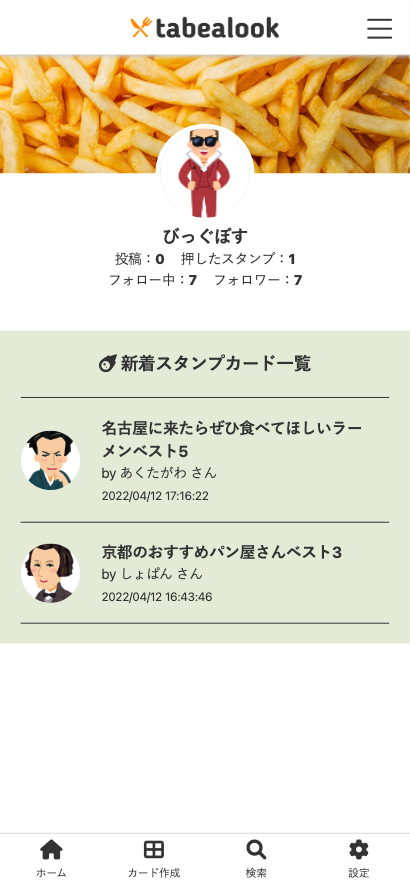 tabealook
びっぐぼす
投稿：0 押したスタンプ：1
フォロー中：7 フォロワー：7
新着スタンプカード一覧
名古屋に来たらぜひ食べてほしいラー
メンベスト5
by あくたがわ さん
2022/04/12 17:16:22
京都のおすすめパン屋さんベスト3
by しょぱん さん
2022/04/12 16:43:46
ホーム カード作成 検索 設定